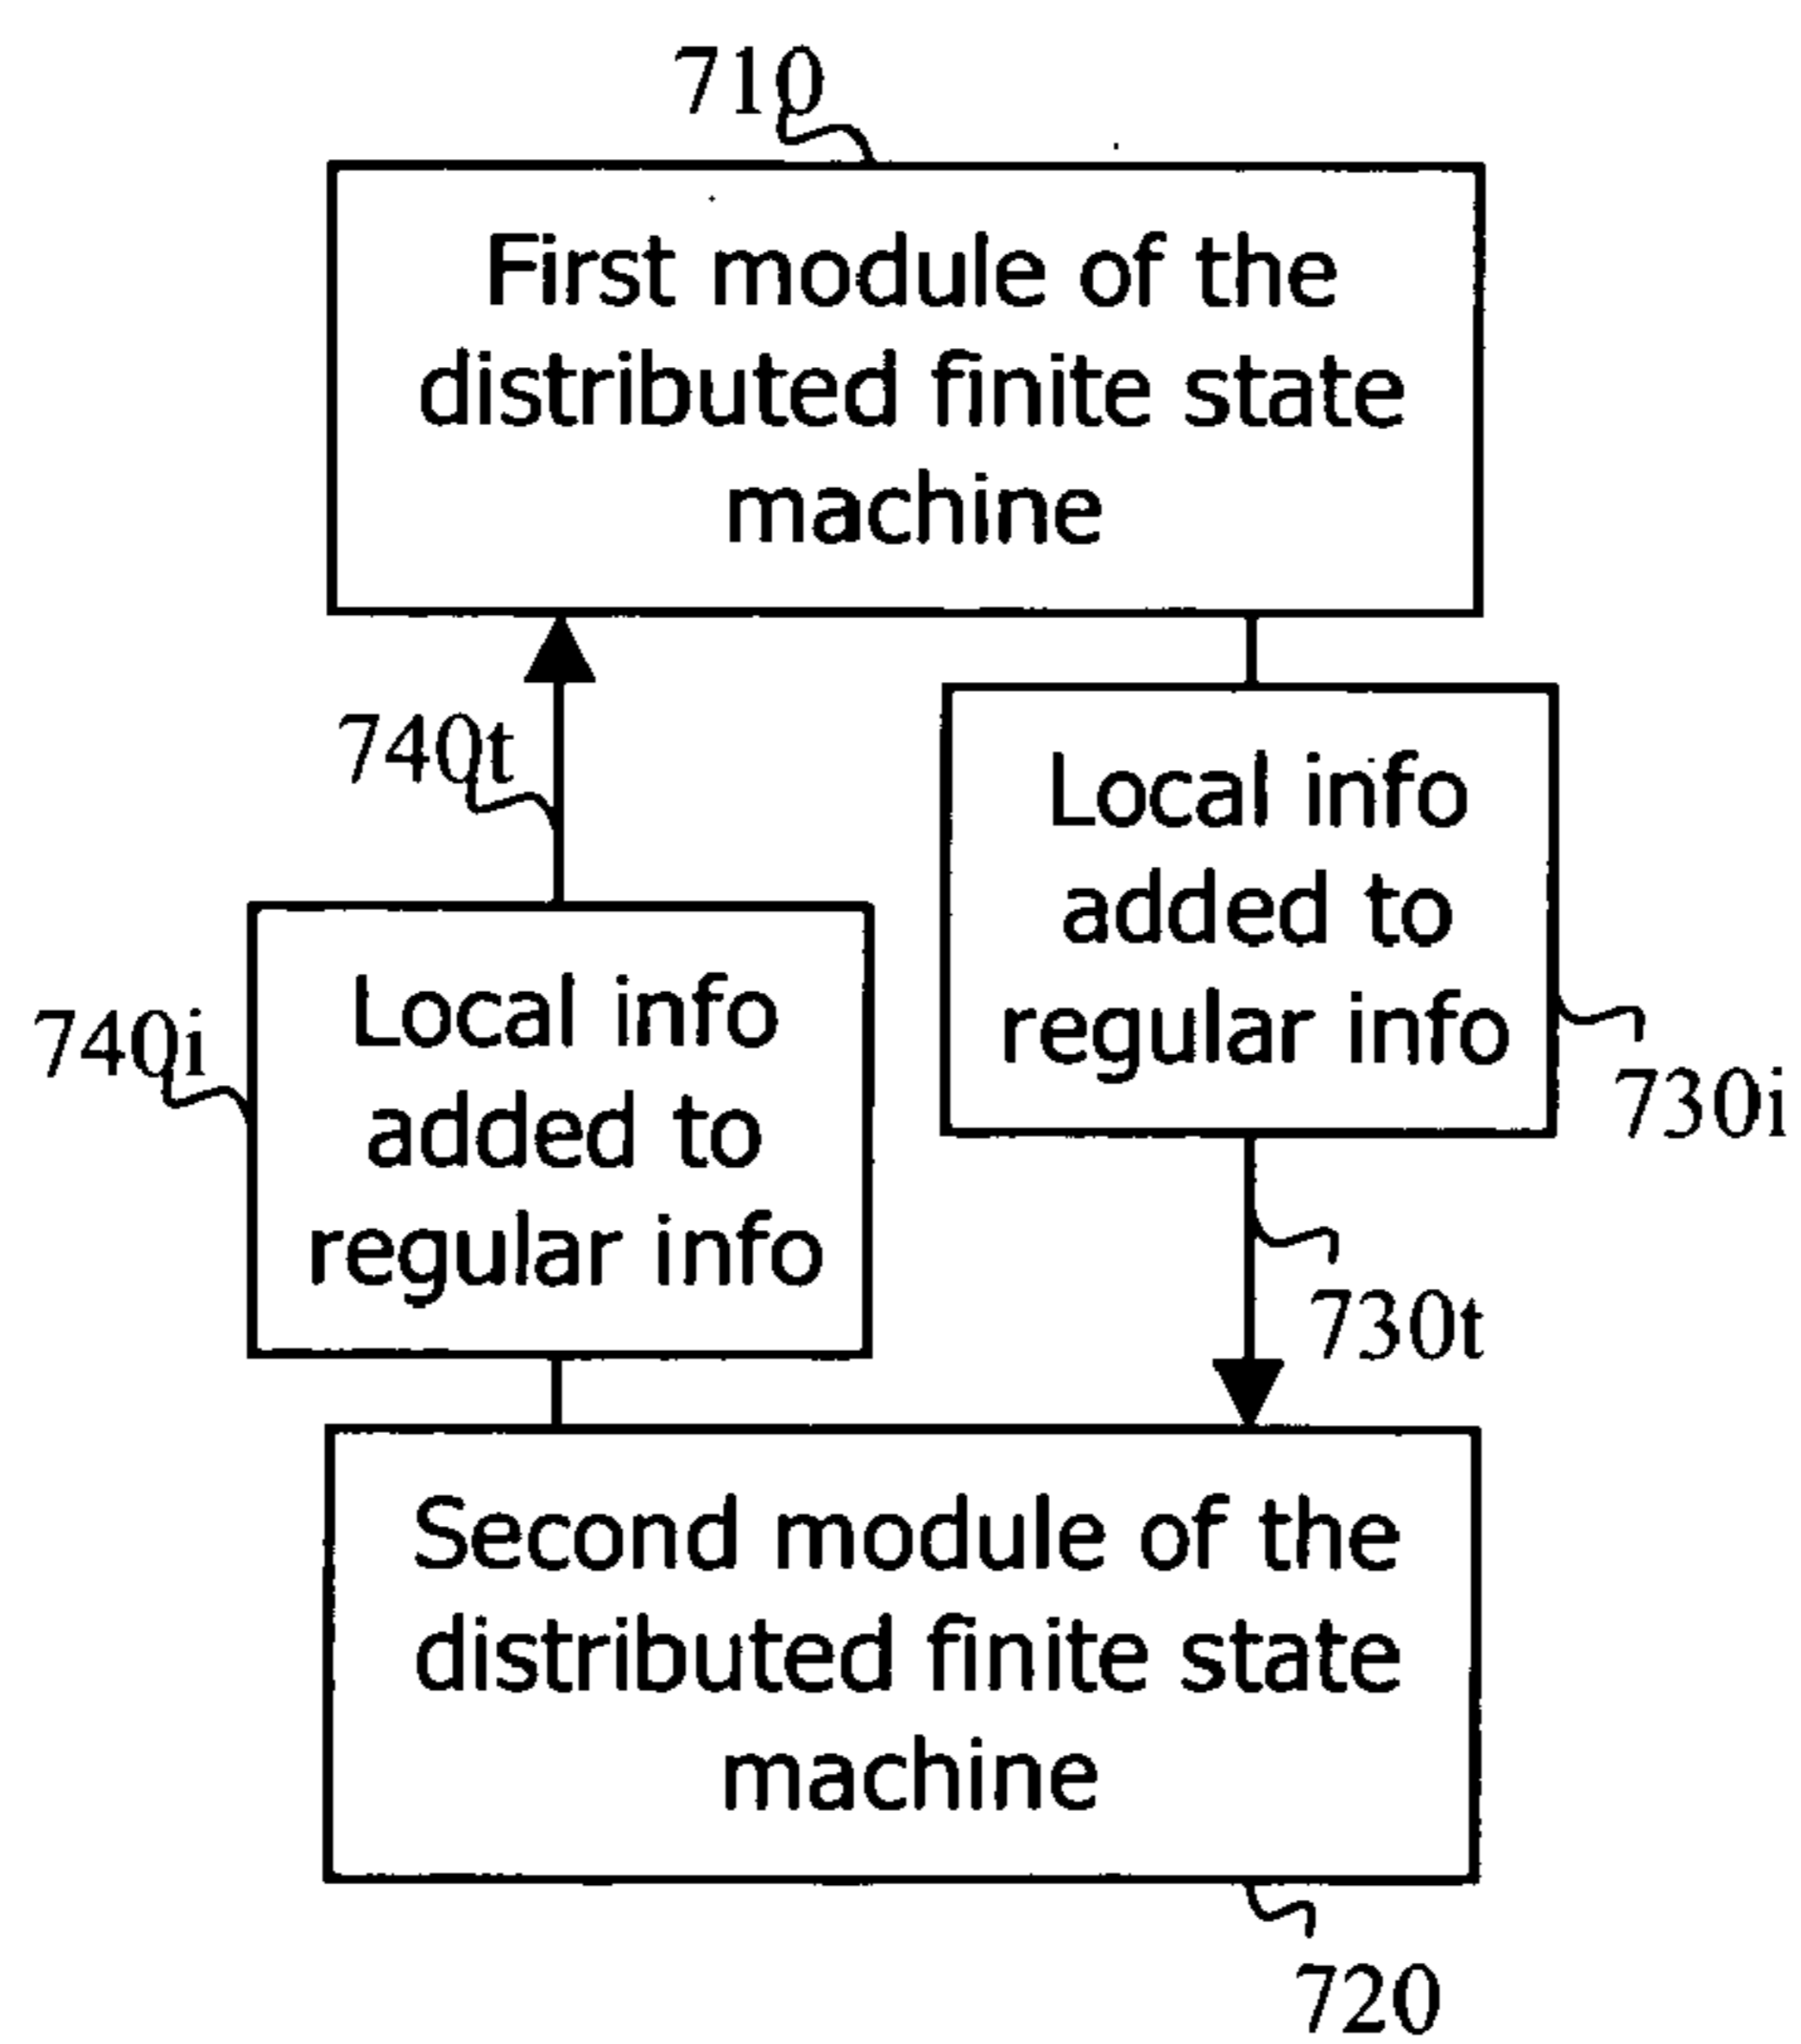 710
First module of the
distributed finite state
machine
740t
Local info
added to
regular info
730i
740i
Local info
added to
regular info
730t
Second module of the
distributed finite state
machine
720